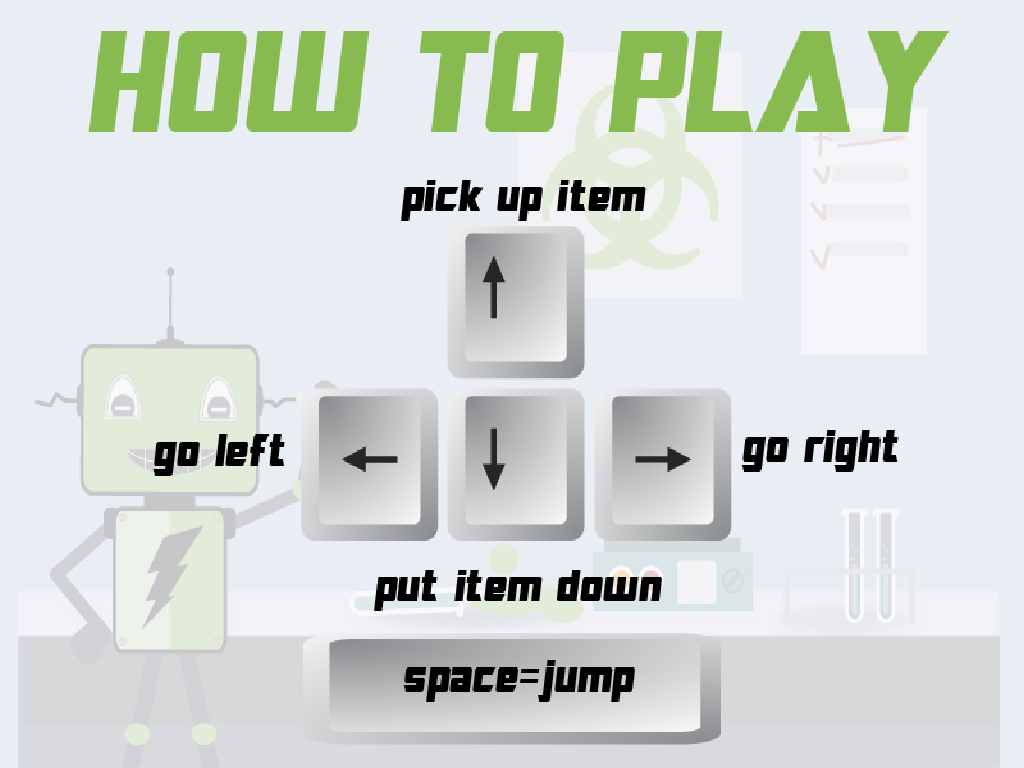 HOW TO PLAY
pick up item
go left
go right
put item down
space=jump